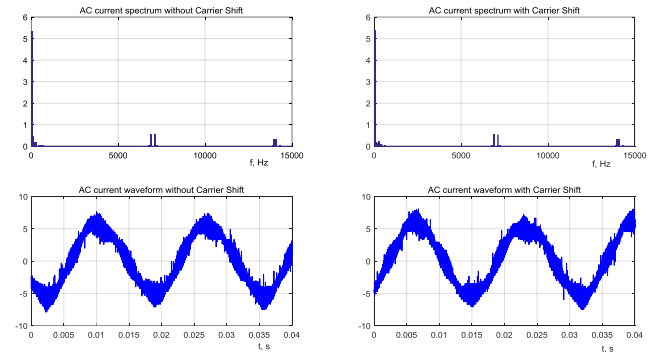 AC current spectrum without Carrier Shift
6
5
4
3
2
1
0
0 5000 10000 15000
f, Hz
AC current spectrum with Carrier Shift
6
5
4
3
2
1
0
0 5000 10000 15000
f, Hz
AC current waveform without Carrier Shift
10
5
0
-5
-10
0 0.005 0.01 0.015 0.02 0.025 0.03 0.035 0.04
t, s
AC current waveform with Carrier Shift
10
5
0
-5
-10
0 0.005 0.01 0.015 0.02 0.025 0.03 0.035 0.04
t, s